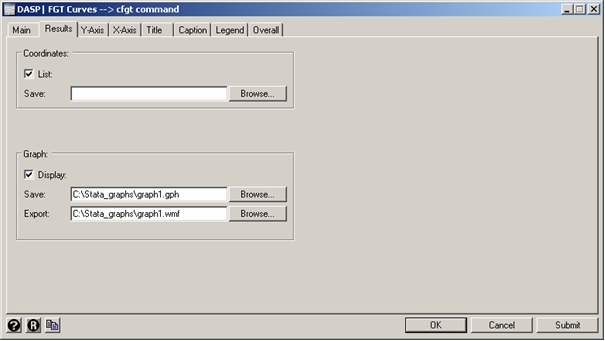 DASP| FGT Curves --> cfgt command
Main Results Y-Axis X-Axis Title Caption Legend Overall
Coordinates:
List:
Save: Browse...
Graph:
Display:
Save: C:\Stata_graphs\graph1.gph Browse...
Export: C:\Stata_graphs\graph1.wmf Browse...
? R OK Cancel Submit